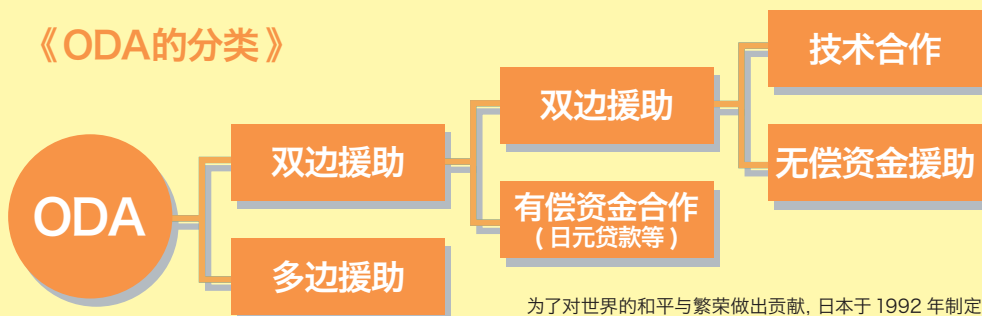 《ODA的分类》
ODA
双边援助
多边援助
双边援助
有偿资金合作
(日元贷款等)
技术合作
无偿资金援助
为了对世界的和平与繁荣做出贡献, 日本于 1992 年制定